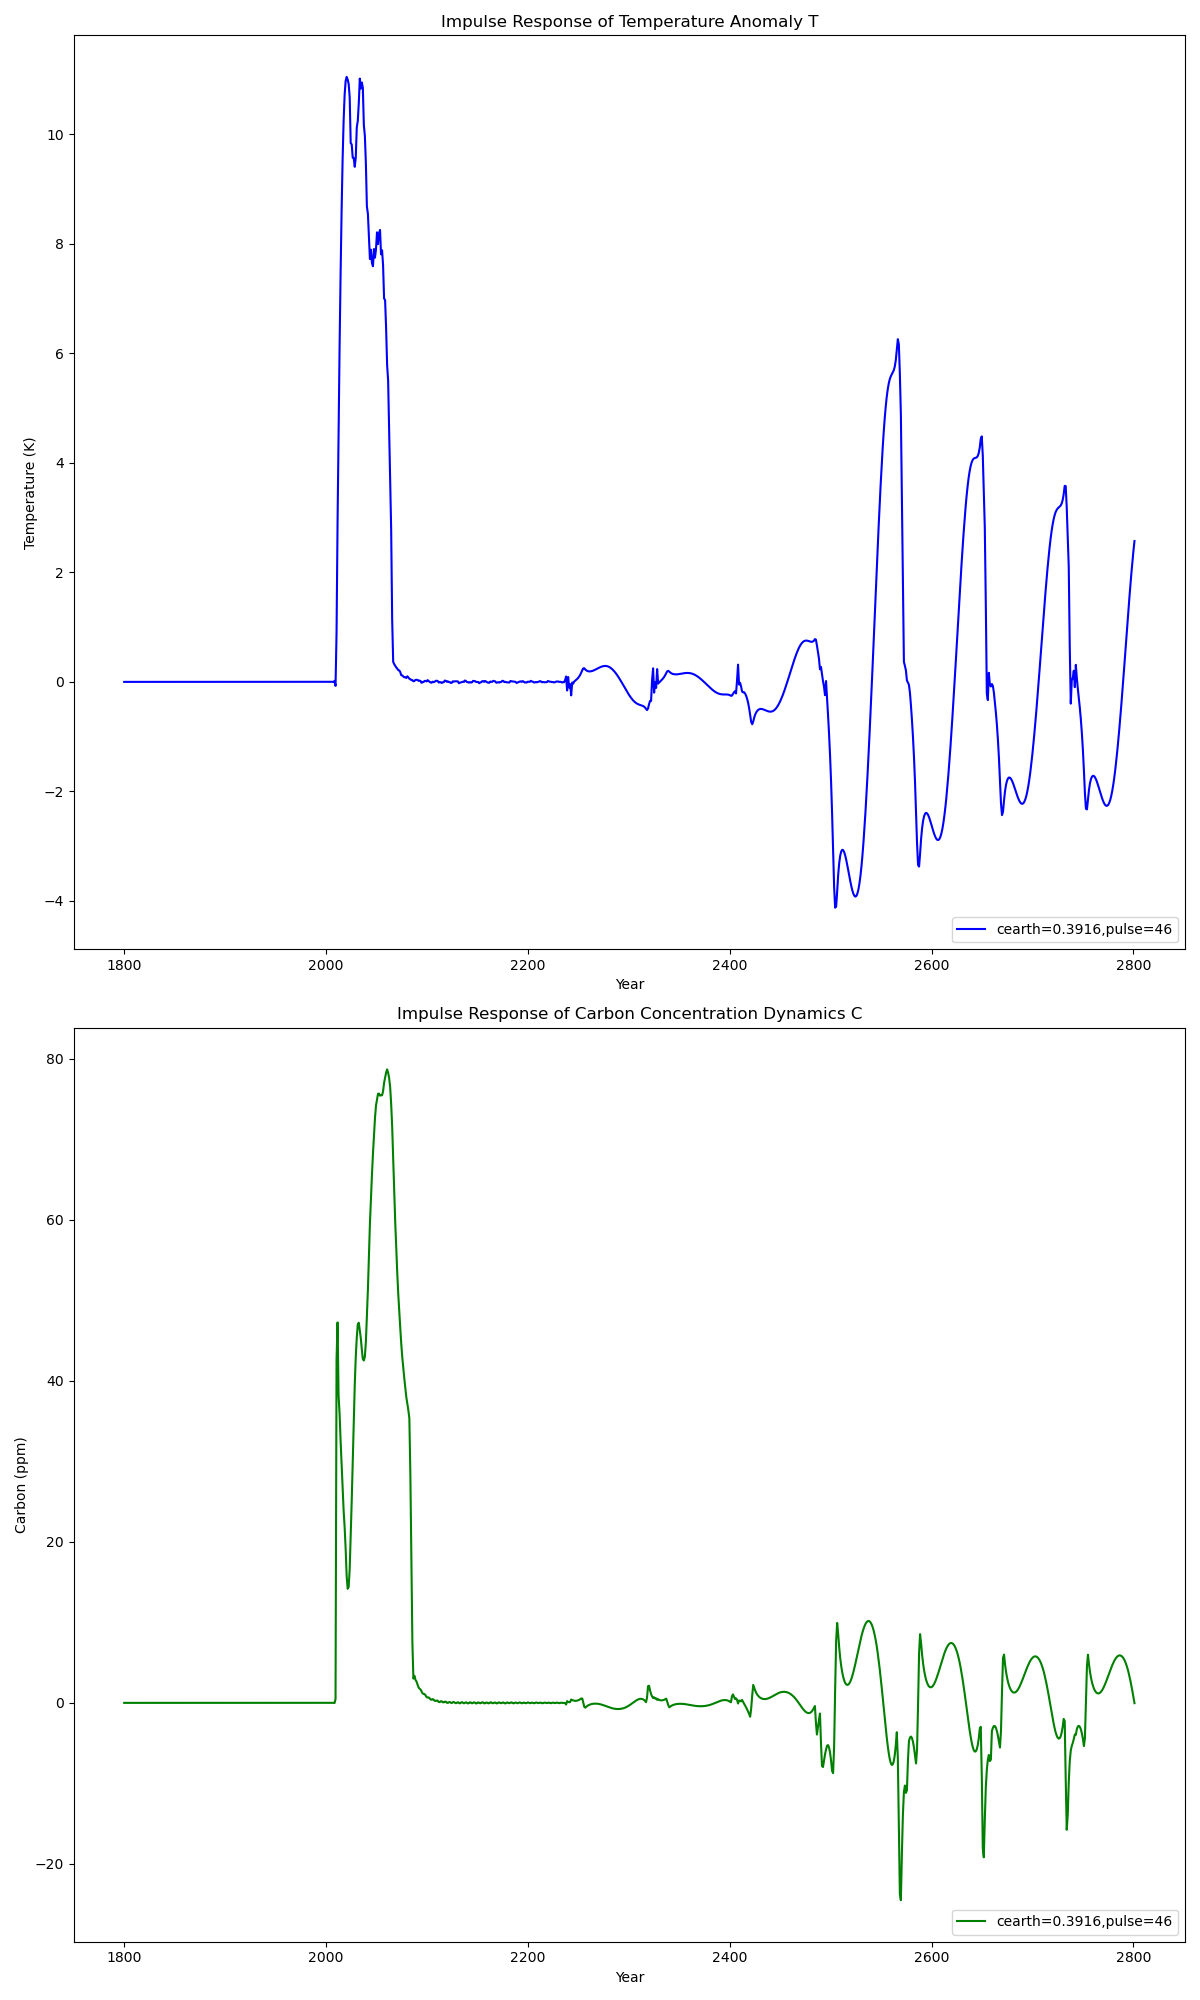 Impulse Response of Temperature Anomaly T
Temperature (K)
10
8
6
4
2
0
−2
−4
cearth=0.3916,pulse=46
1800 2000 2200 2400 2600 2800
Year
Impulse Response of Carbon Concentration Dynamics C
Carbon (ppm)
80
60
40
20
0
−20
cearth=0.3916,pulse=46
1800 2000 2200 2400 2600 2800
Year